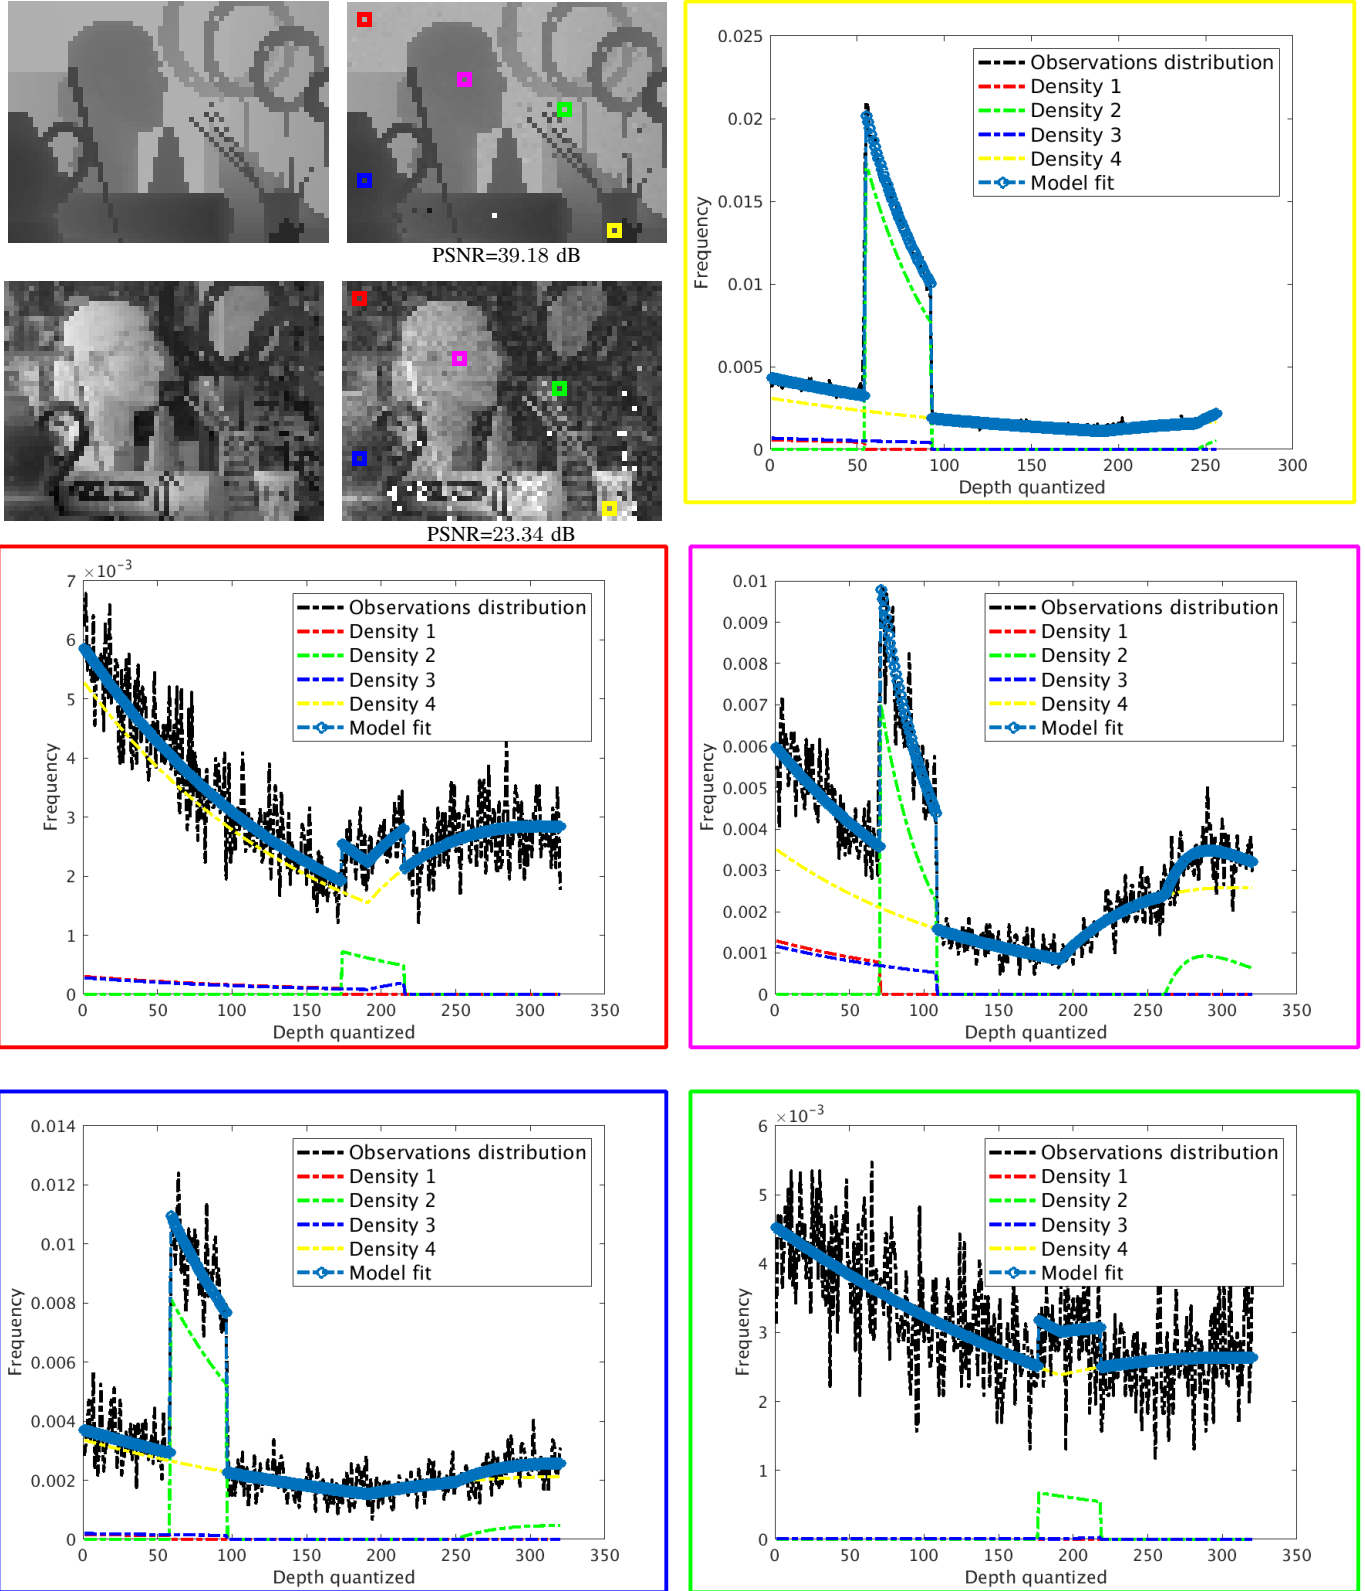 PSNR=39.18 dB
PSNR=23.34 dB
0.025
0.02
0.015
0.01
0.005
0
Frequency
Observations distribution
Density 1
Density 2
Density 3
Density 4
Model fit
0 50 100 150 200 250 300
Depth quantized
×10⁻³
7
6
5
4
3
2
1
0
Frequency
Observations distribution
Density 1
Density 2
Density 3
Density 4
Model fit
0 50 100 150 200 250 300 350
Depth quantized
0.01
0.009
0.008
0.007
0.006
0.005
0.004
0.003
0.002
0.001
0
Frequency
Observations distribution
Density 1
Density 2
Density 3
Density 4
Model fit
0 50 100 150 200 250 300 350
Depth quantized
0.014
0.012
0.01
0.008
0.006
0.004
0.002
0
Frequency
Observations distribution
Density 1
Density 2
Density 3
Density 4
Model fit
0 50 100 150 200 250 300 350
Depth quantized
×10⁻³
6
5
4
3
2
1
0
Frequency
Observations distribution
Density 1
Density 2
Density 3
Density 4
Model fit
0 50 100 150 200 250 300 350
Depth quantized